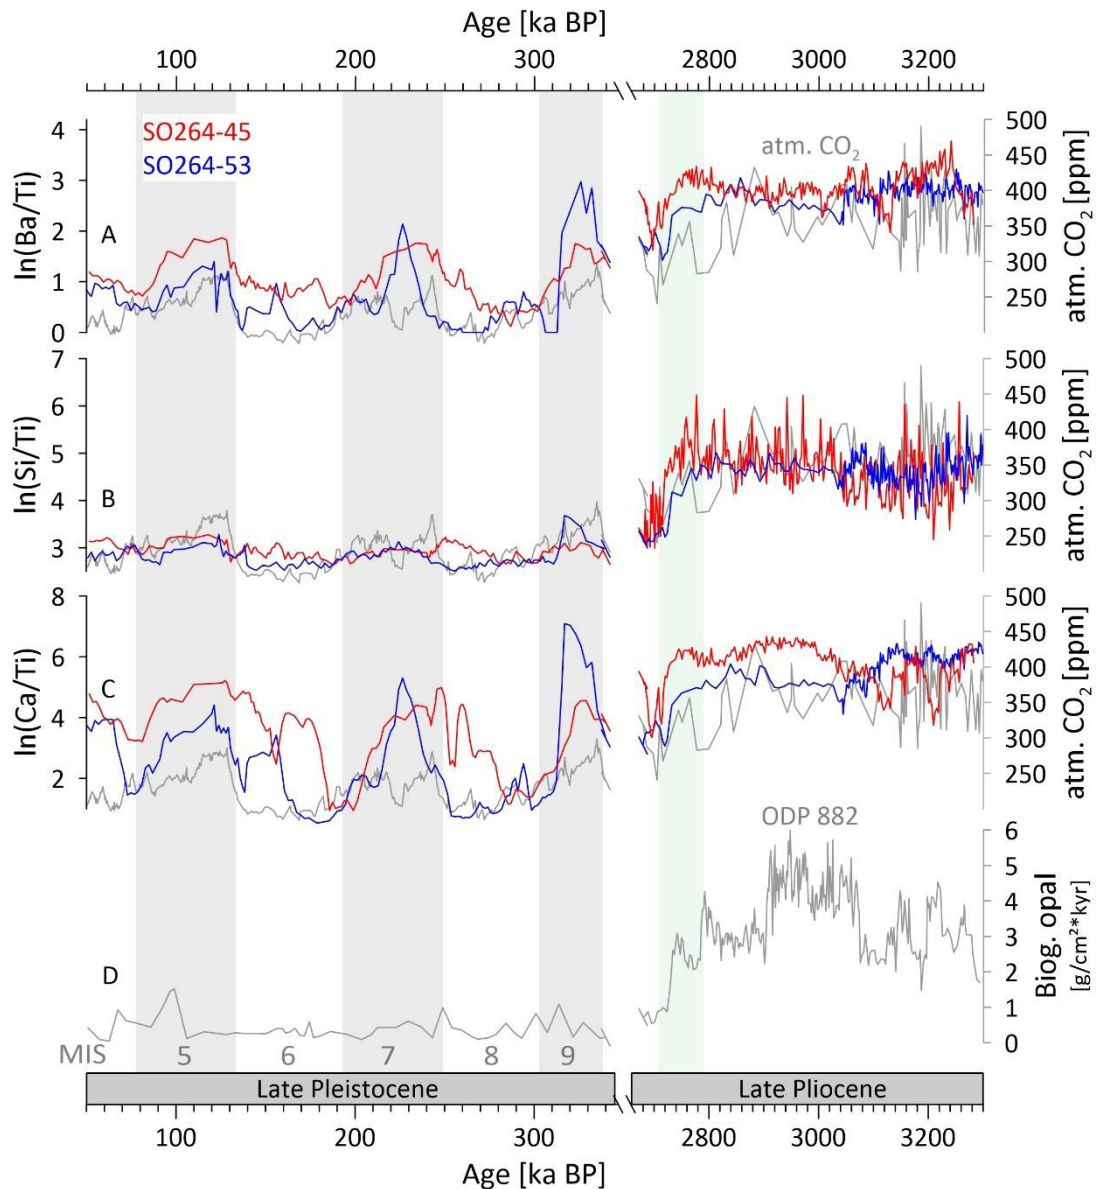 Age [ka BP]
100 200 300 2800 3000 3200
4
3
2
1
0
ln(Ba/Ti)
SO264-45
SO264-53
A
atm. CO₂
500
450
400
350
300
250
atm. CO₂ [ppm]
7
6
5
4
3
ln(Si/Ti)
B
500
450
400
350
300
250
atm. CO₂ [ppm]
8
6
4
2
ln(Ca/Ti)
C
500
450
400
350
300
250
atm. CO₂ [ppm]
ODP 882
6
5
4
3
2
1
0
Biog. opal
[g/cm²*kyr]
D
MIS 5 6 7 8 9
Late Pleistocene Late Pliocene
100 200 300 2800 3000 3200
Age [ka BP]